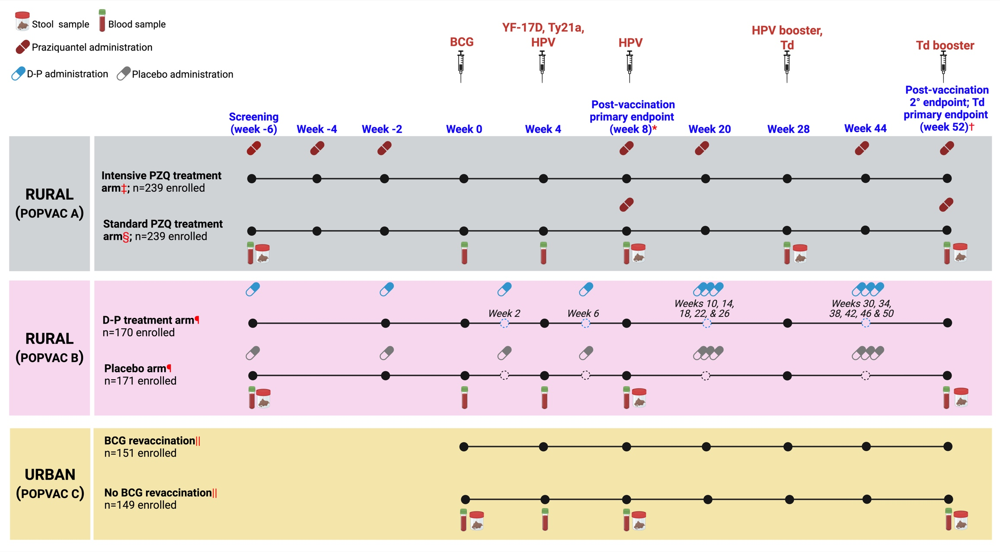 Stool sample
Blood sample
Praziquantel administration
D-P administration
Placebo administration
BCG
YF-17D, Ty21a,
HPV
HPV
HPV booster,
Td
Td booster
Screening
(week -6)
Week -4
Week -2
Week 0
Week 4
Post-vaccination
primary endpoint
(week 8)*
Week 20
Week 28
Week 44
Post-vaccination
2° endpoint; Td
primary endpoint
(week 52)†
RURAL
(POPVAC A)
Intensive PZQ treatment
arm‡; n=239 enrolled
Standard PZQ treatment
arm§; n=239 enrolled
RURAL
(POPVAC B)
D-P treatment arm¶
n=170 enrolled
Week 2
Week 6
Weeks 10, 14,
18, 22, & 26
Weeks 30, 34,
38, 42, 46 & 50
Placebo arm¶
n=171 enrolled
URBAN
(POPVAC C)
BCG revaccination||
n=151 enrolled
No BCG revaccination||
n=149 enrolled